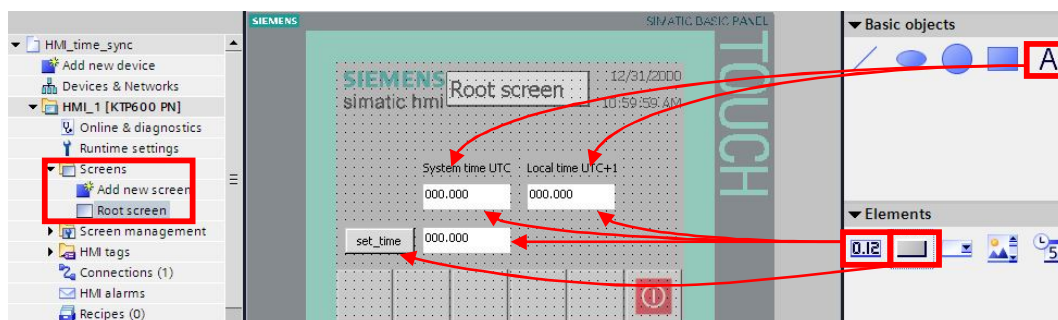 HMI_time_sync
Add new device
Devices & Networks
HMI_1 [KTP600 PN]
Online & diagnostics
Runtime settings
Screens
Add new screen
Root screen
Screen management
HMI tags
Connections (1)
HMI alarms
Recipes (0)
SIEMENS
SIMATIC BASIC PANEL
TOUCH
SIEMENS
simatic hmi
Root screen
12/31/2000
10:59:59 AM
System time UTC
Local time UTC+1
000.000
000.000
set_time
000.000
Basic objects
A
Elements
0.12
5